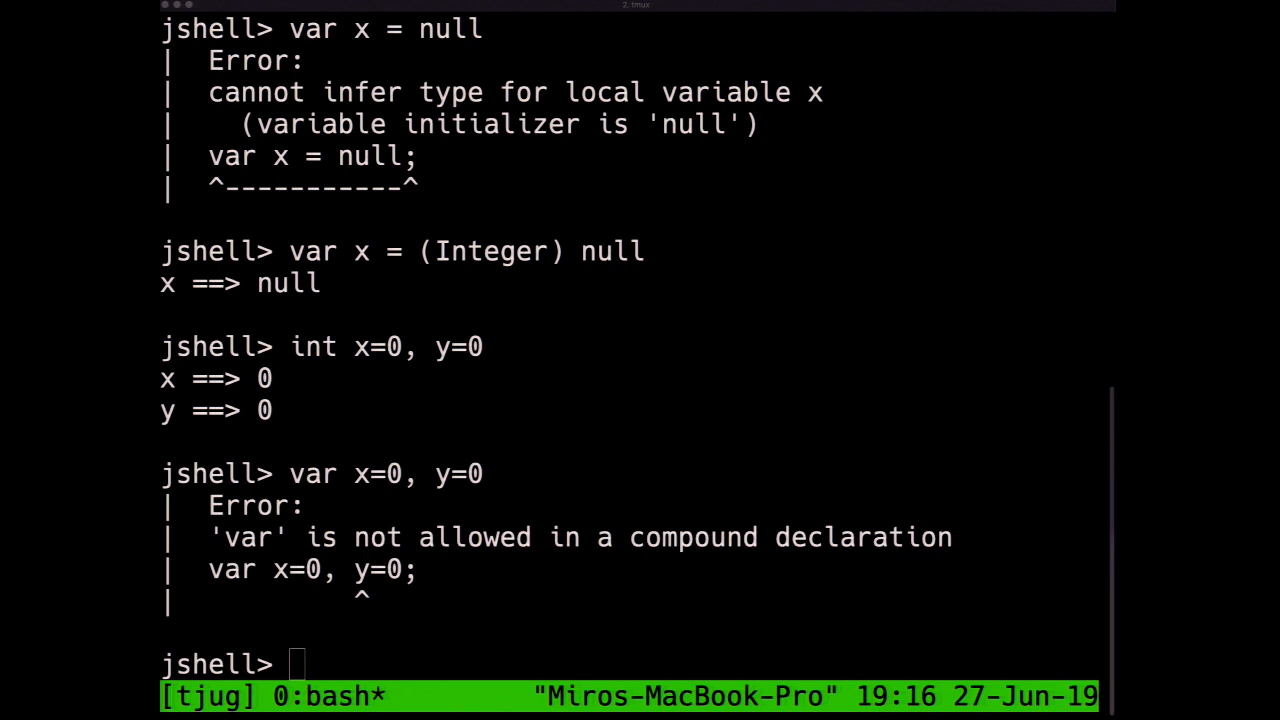 2. tmux
jshell> var x = null
|  Error:
|  cannot infer type for local variable x
|    (variable initializer is 'null')
|  var x = null;
|  ^-----------^
jshell> var x = (Integer) null
x ==> null
jshell> int x=0, y=0
x ==> 0
y ==> 0
jshell> var x=0, y=0
|  Error:
|  'var' is not allowed in a compound declaration
|  var x=0, y=0;
|           ^
jshell>
[tjug] 0:bash* "Miros-MacBook-Pro" 19:16 27-Jun-19